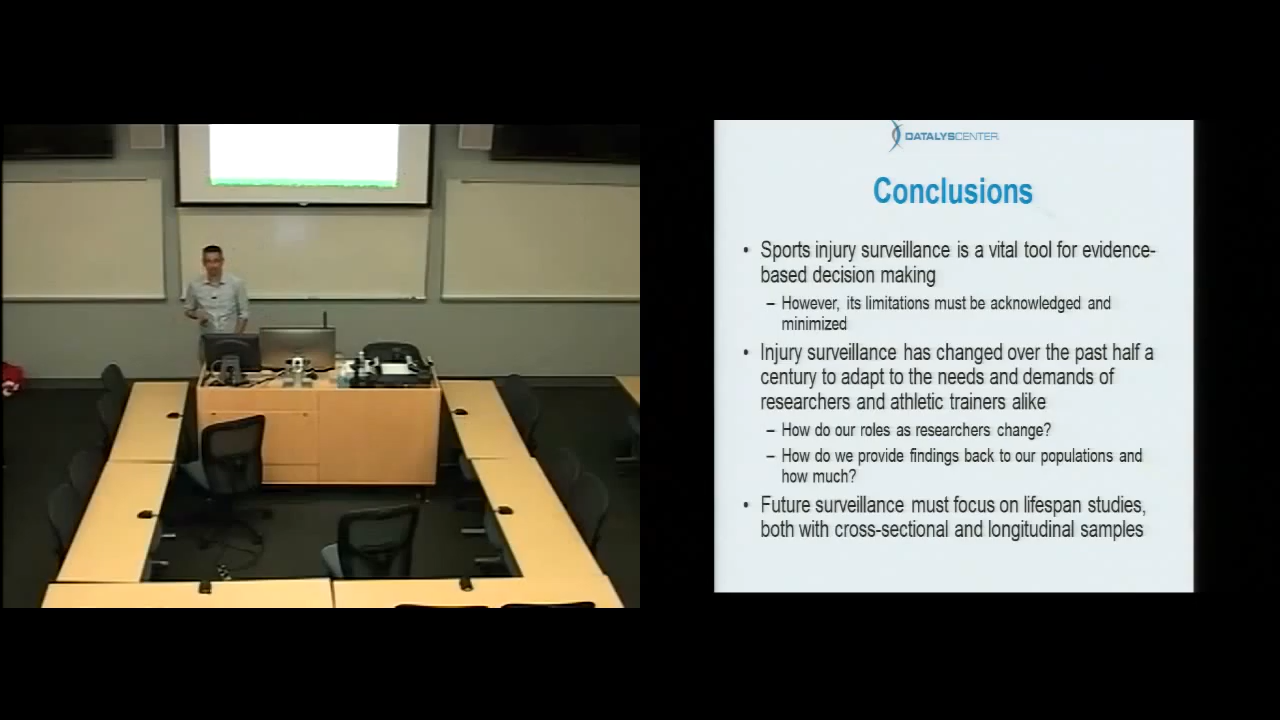 DATALYSCENTER
Conclusions
• Sports injury surveillance is a vital tool for evidence-
based decision making
– However, its limitations must be acknowledged and
minimized
• Injury surveillance has changed over the past half a
century to adapt to the needs and demands of
researchers and athletic trainers alike
– How do our roles as researchers change?
– How do we provide findings back to our populations and
how much?
• Future surveillance must focus on lifespan studies,
both with cross-sectional and longitudinal samples